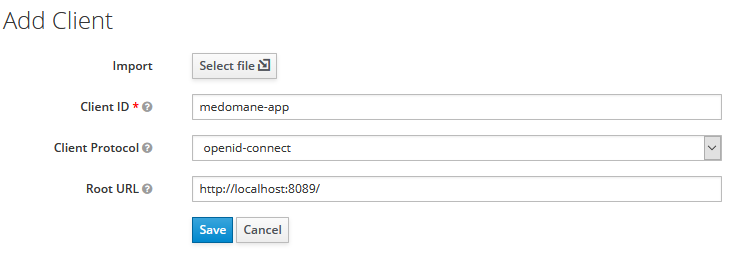 Add Client
Import Select file
Client ID *
medomane-app
Client Protocol
openid-connect
Root URL
http://localhost:8089/
Save Cancel